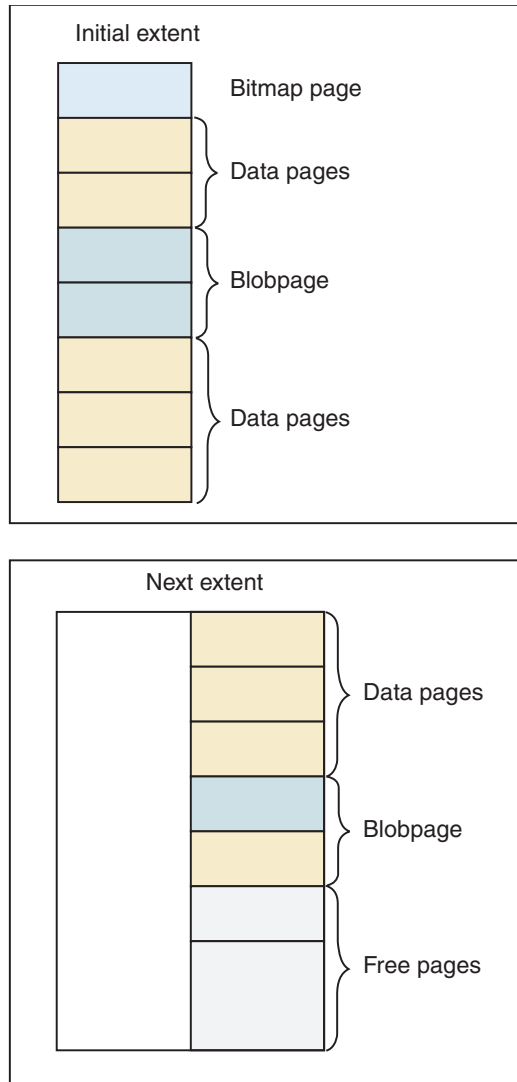 Initial extent
Bitmap page
Data pages
Blobpage
Data pages
Next extent
Data pages
Blobpage
Free pages